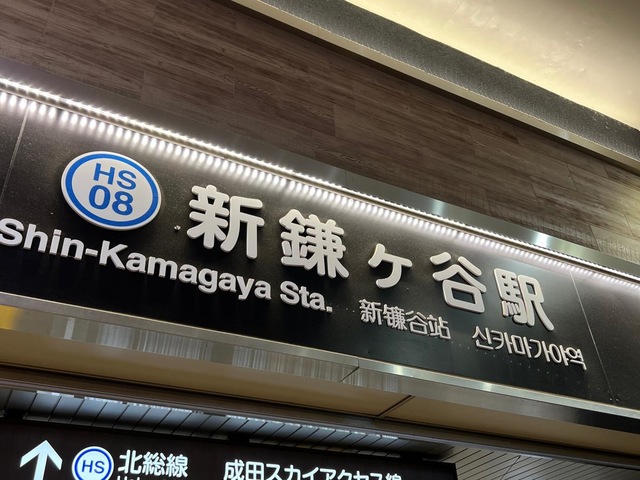 HS
08
新鎌ヶ谷駅
Shin-Kamagaya Sta.
新镰谷站 신카마가야역
HS 北総線 成田スカイアクセス線